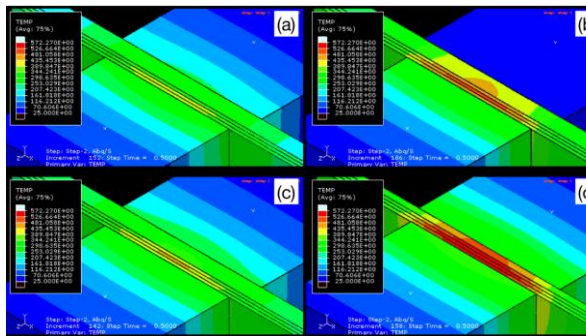 (a)
TEMP
(Avg: 75%)
572.270E+00
526.664E+00
481.058E+00
435.453E+00
389.847E+00
344.241E+00
298.635E+00
253.029E+00
207.423E+00
161.818E+00
116.212E+00
70.606E+00
25.000E+00
Z X
Step: Step-2, Abq/S
Increment 153: Step Time = 0.5000
Primary Var: TEMP
(b)
TEMP
(Avg: 75%)
572.270E+00
526.664E+00
481.058E+00
435.453E+00
389.847E+00
344.241E+00
298.635E+00
253.029E+00
207.423E+00
161.818E+00
116.212E+00
70.606E+00
25.000E+00
Z X
Step: Step-2, Abq/S
Increment 186: Step Time = 0.5000
Primary Var: TEMP
(c)
TEMP
(Avg: 75%)
572.270E+00
526.664E+00
481.058E+00
435.453E+00
389.847E+00
344.241E+00
298.635E+00
253.029E+00
207.423E+00
161.818E+00
116.212E+00
70.606E+00
25.000E+00
Z X
Step: Step-2, Abq/S
Increment 142: Step Time = 0.5000
Primary Var: TEMP
(d)
TEMP
(Avg: 75%)
572.270E+00
526.664E+00
481.058E+00
435.453E+00
389.847E+00
344.241E+00
298.635E+00
253.029E+00
207.423E+00
161.818E+00
116.212E+00
70.606E+00
25.000E+00
Z X
Step: Step-2, Abq/S
Increment 158: Step Time = 0.5000
Primary Var: TEMP